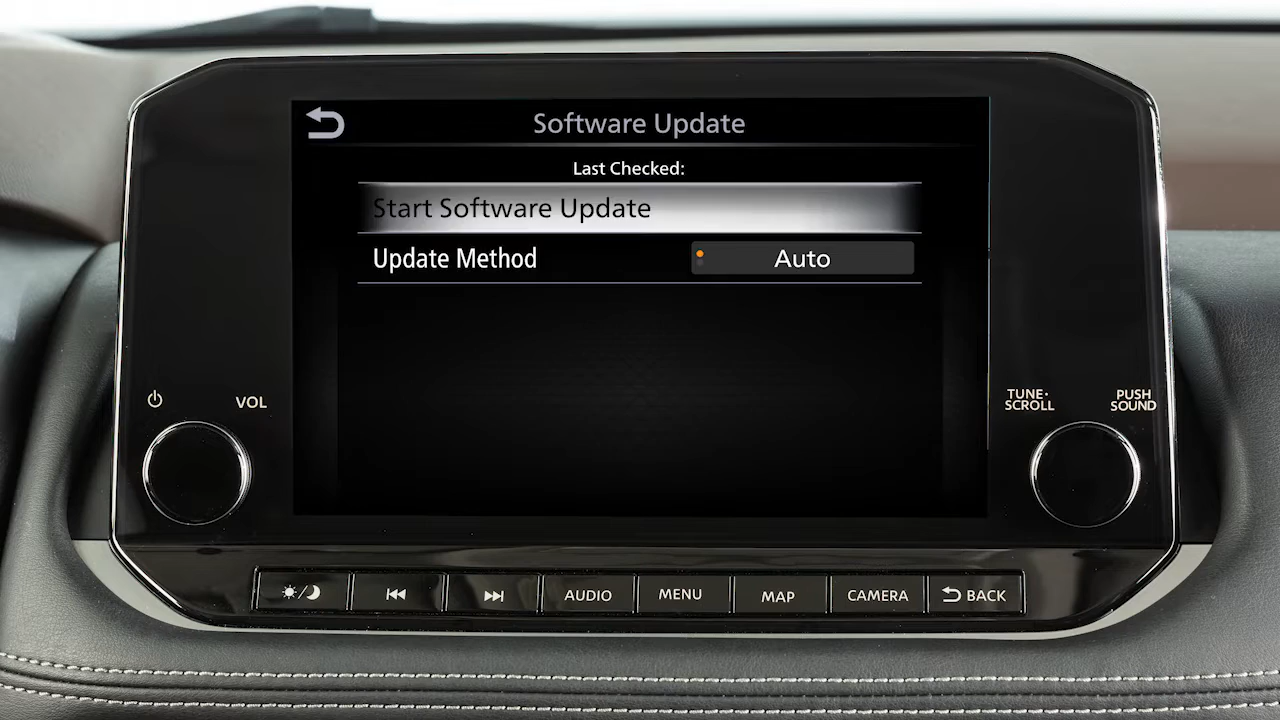 Software Update
Last Checked:
Start Software Update
Update Method Auto
VOL
TUNE·
SCROLL
PUSH
SOUND
AUDIO MENU MAP CAMERA BACK